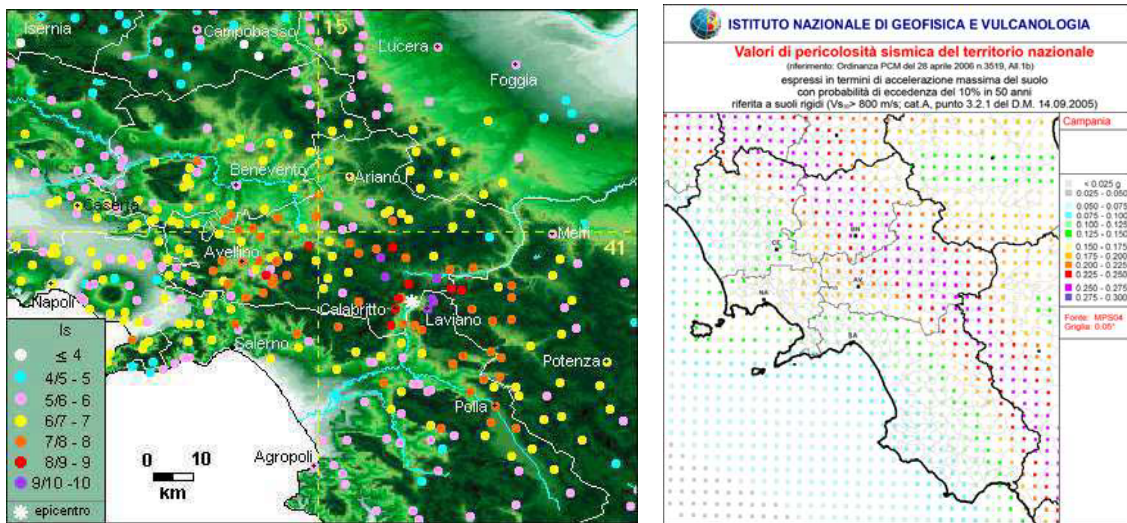 Isernia
Campobasso
15
Lucera
Foggia
Benevento
Ariano
Caserta
Melfi
41
Avellino
Napoli
Calabritto
Laviano
Salerno
Potenza
Polla
Agropoli
Is
≤ 4
4/5 - 5
5/6 - 6
6/7 - 7
7/8 - 8
8/9 - 9
9/10 -10
epicentro
0 10
km
ISTITUTO NAZIONALE DI GEOFISICA E VULCANOLOGIA
Valori di pericolosità sismica del territorio nazionale
(riferimento: Ordinanza PCM del 28 aprile 2006 n.3519, All.1b)
espressi in termini di accelerazione massima del suolo
con probabilità di eccedenza del 10% in 50 anni
riferita a suoli rigidi (Vs₃₀> 800 m/s; cat.A, punto 3.2.1 del D.M. 14.09.2005)
Campania
< 0.025 g
0.025 - 0.050
0.050 - 0.075
0.075 - 0.100
0.100 - 0.125
0.125 - 0.150
0.150 - 0.175
0.175 - 0.200
0.200 - 0.225
0.225 - 0.250
0.250 - 0.275
0.275 - 0.300
Fonte: MPS04
Griglia: 0.05°
CE
BN
AV
NA
SA